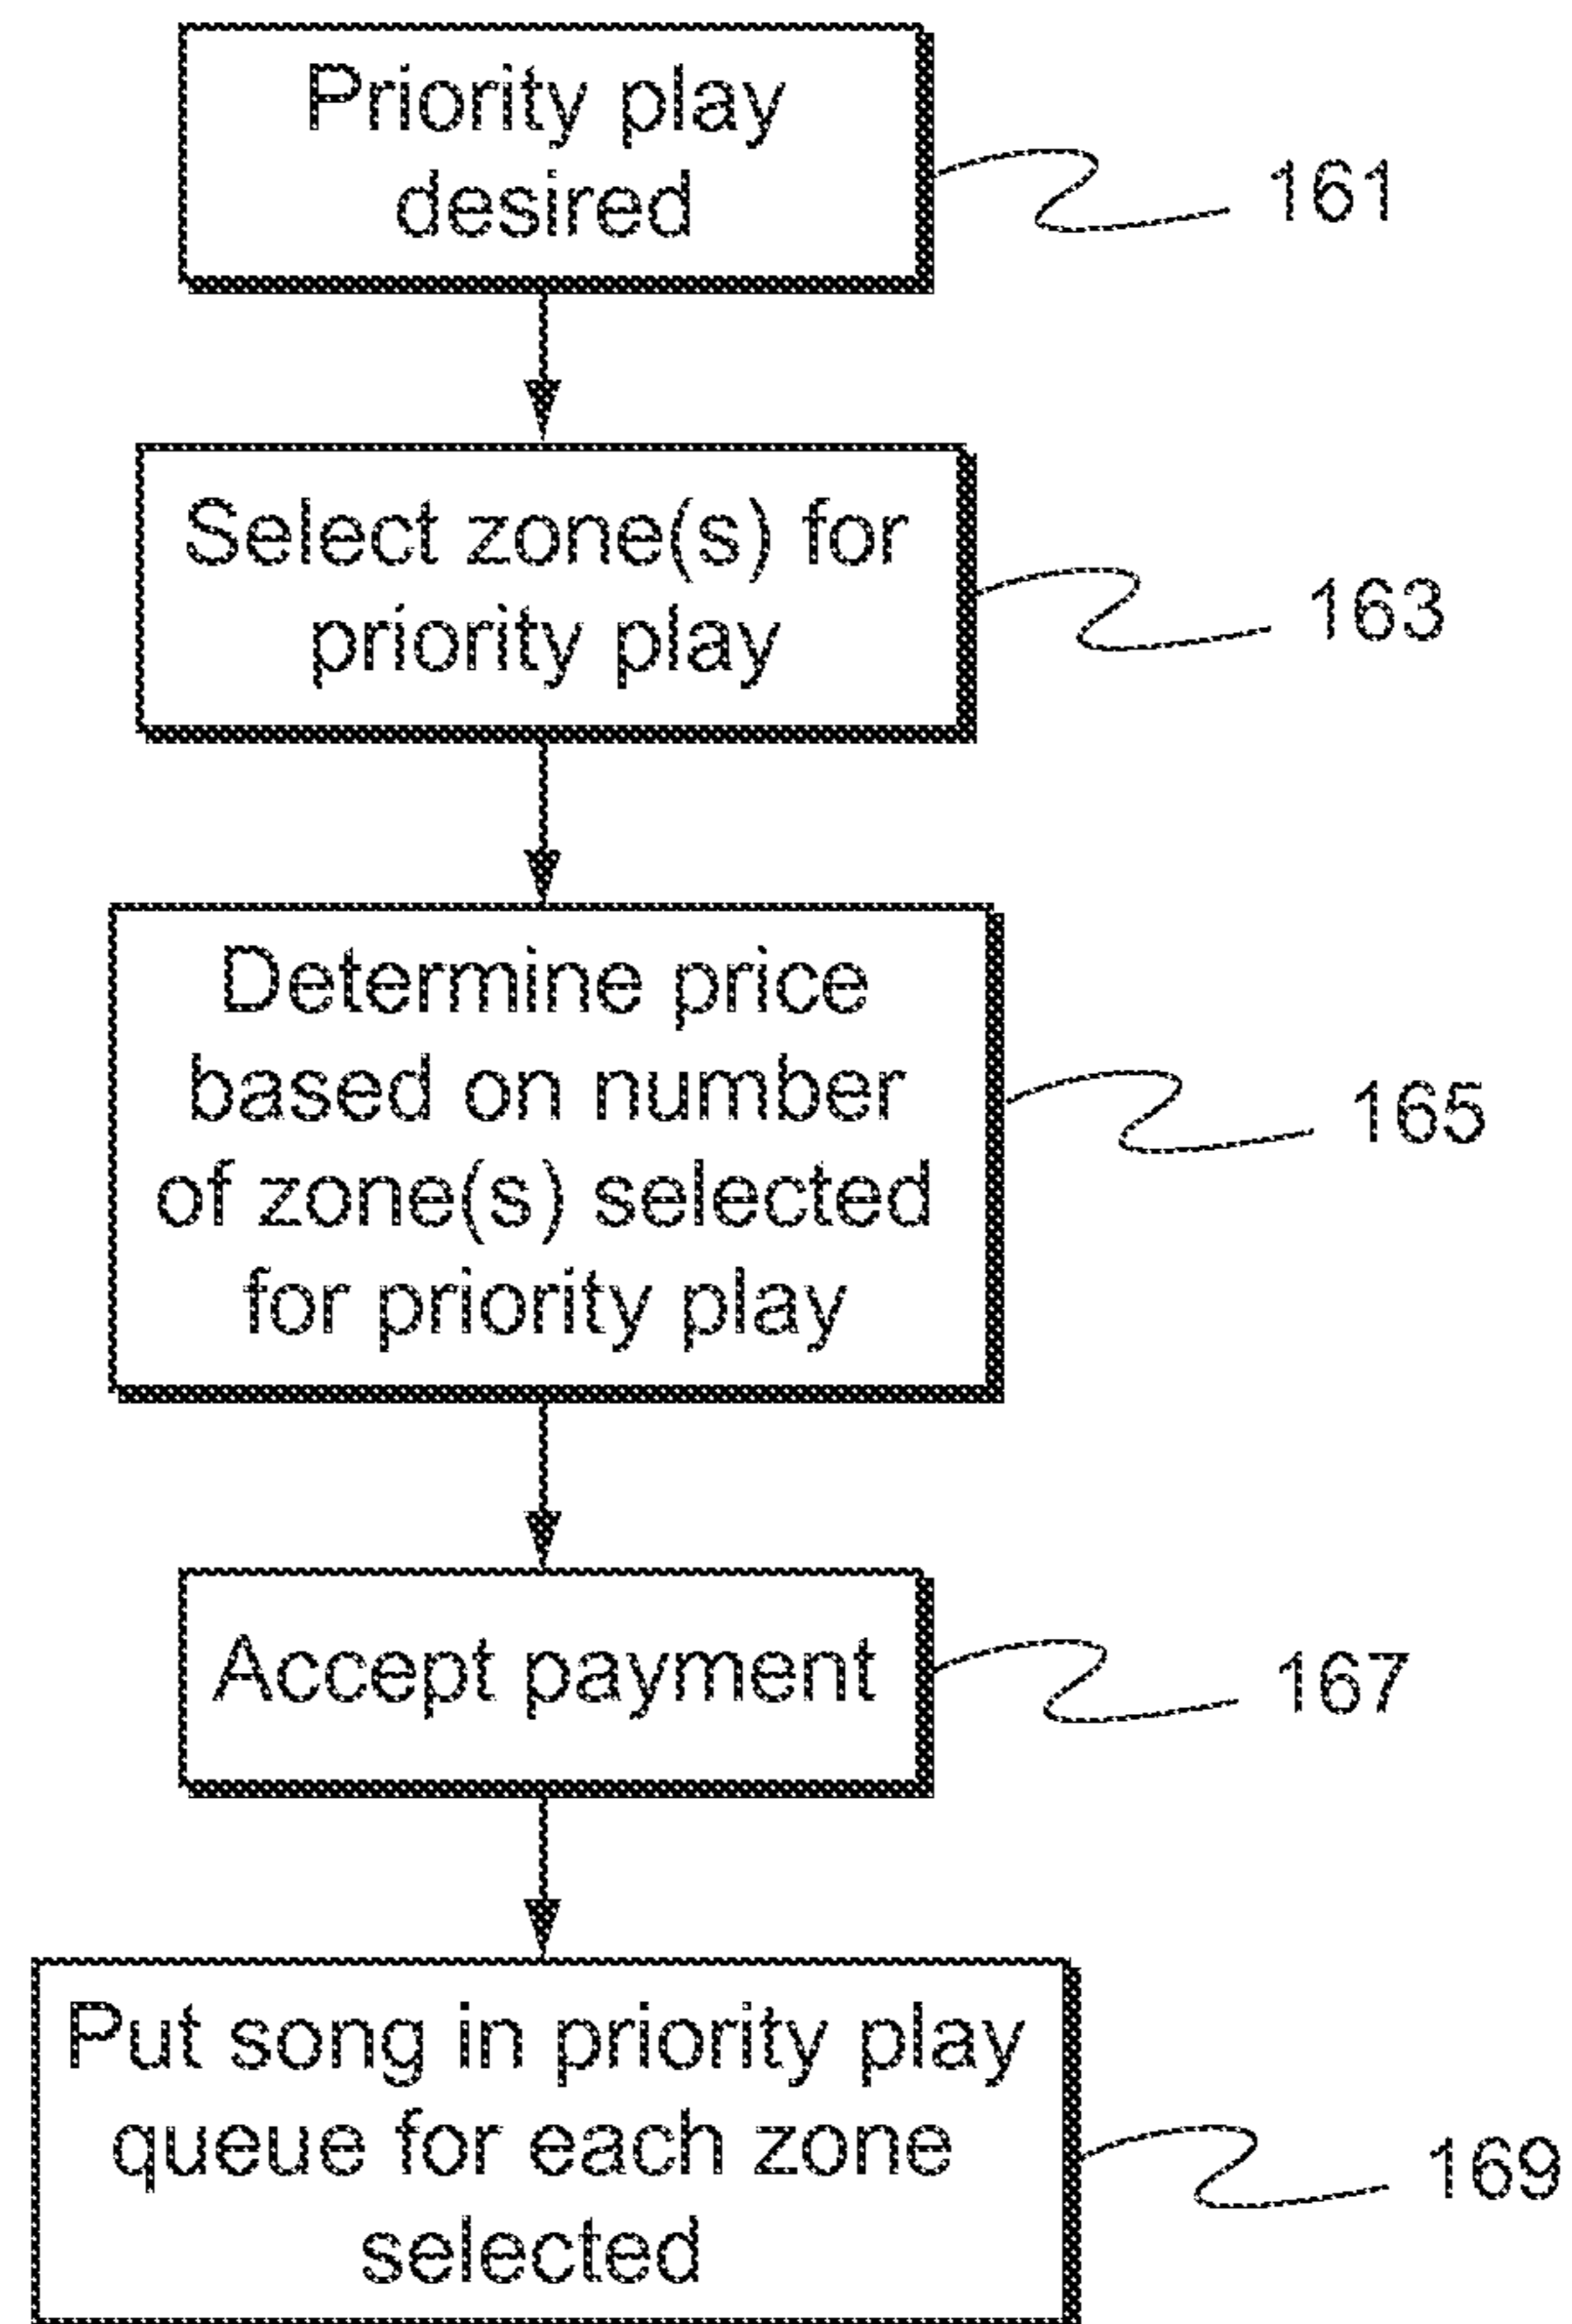 Priority play
desired
161
Select zone(s) for
priority play
163
Determine price
based on number
of zone(s) selected
for priority play
165
Accept payment
167
Put song in priority play
queue for each zone
selected
169